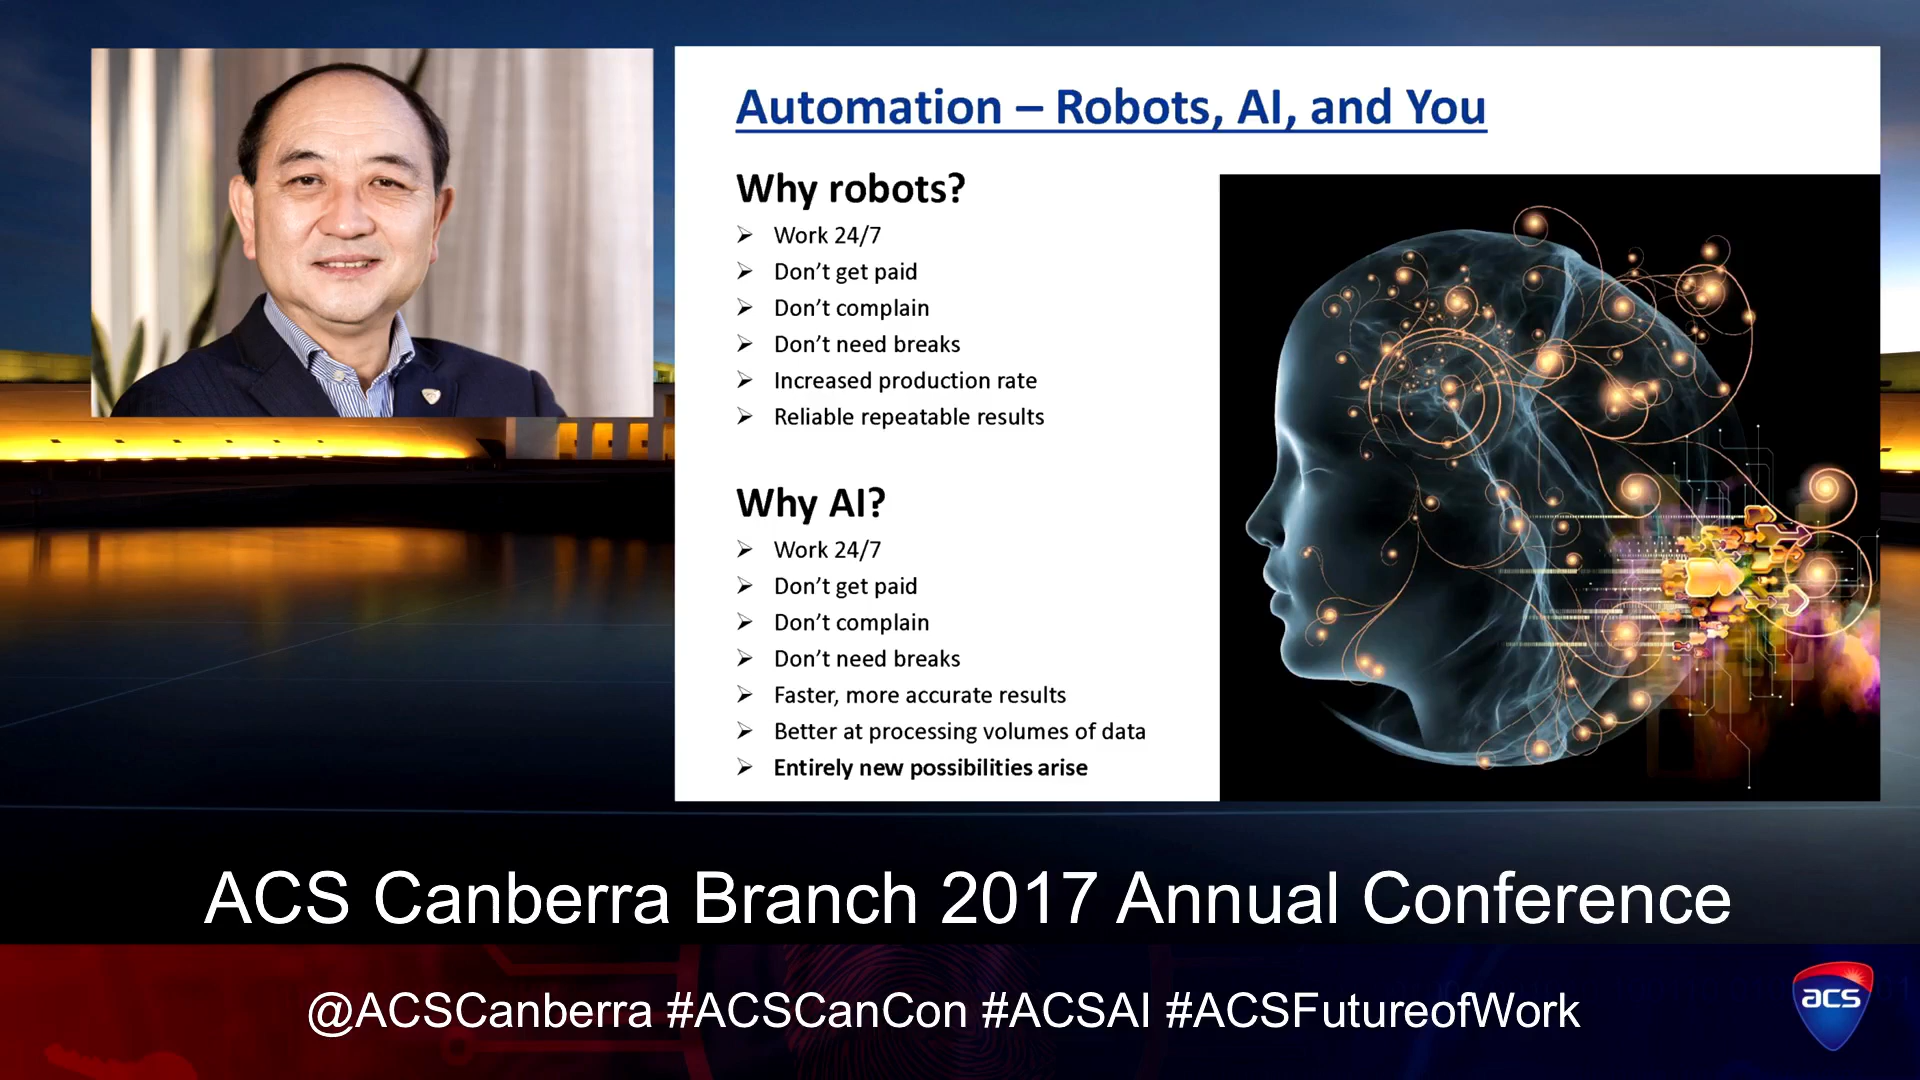 Automation – Robots, AI, and You
Why robots?
➢ Work 24/7
➢ Don’t get paid
➢ Don’t complain
➢ Don’t need breaks
➢ Increased production rate
➢ Reliable repeatable results
Why AI?
➢ Work 24/7
➢ Don’t get paid
➢ Don’t complain
➢ Don’t need breaks
➢ Faster, more accurate results
➢ Better at processing volumes of data
➢ Entirely new possibilities arise
ACS Canberra Branch 2017 Annual Conference
@ACSCanberra #ACSCanCon #ACSAI #ACSFutureofWork
acs